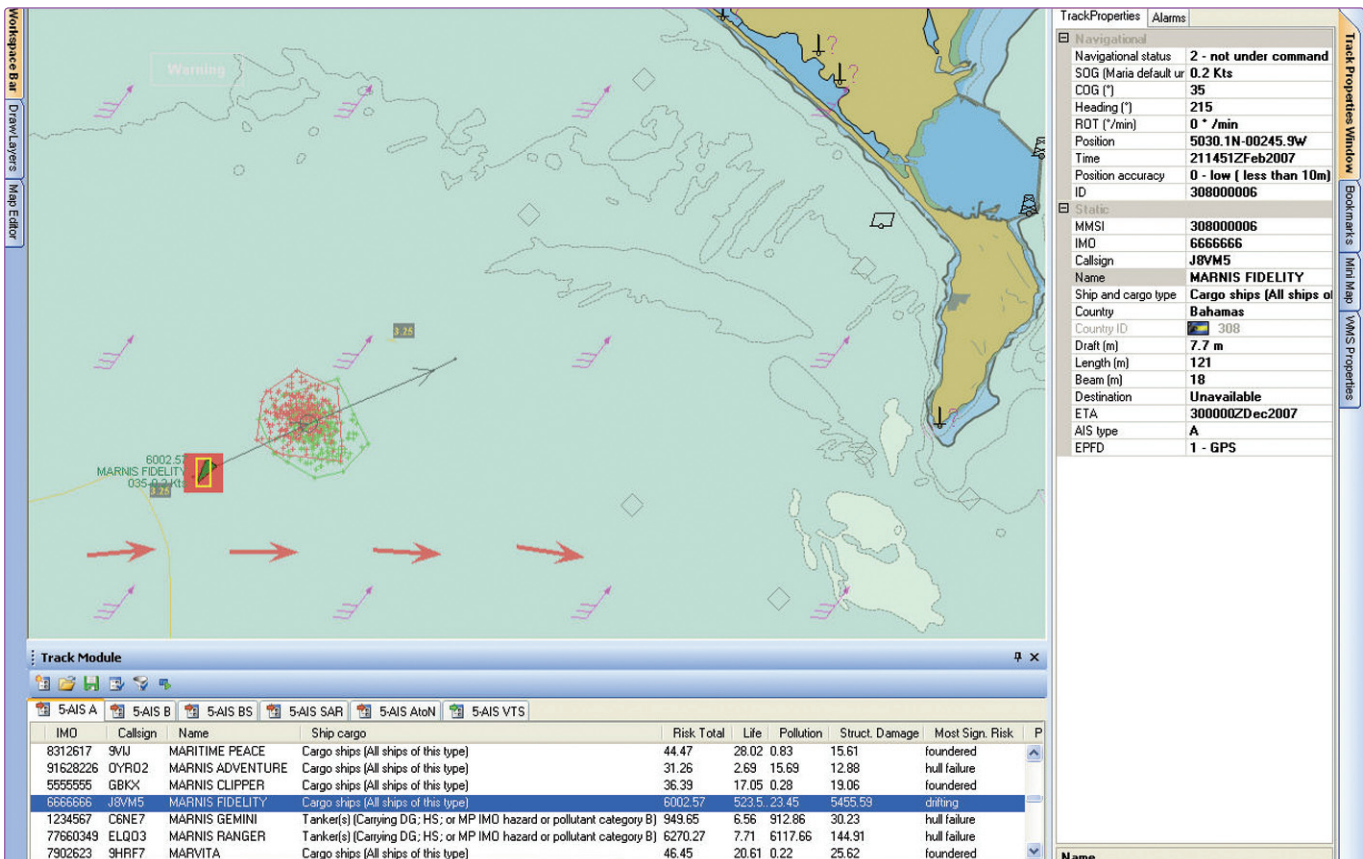 Workspace Bar
DrawLayers
Map Editor
Warning
?
?
?
3.25
6002.57
MARNIS FIDELITY
035-0.2 Kts
3.25
TrackProperties Alarms
Navigational
Navigational status 2 - not under command
SOG (Maria default ur 0.2 Kts
COG (°) 35
Heading (°) 215
ROT (°/min) 0 ° /min
Position 5030.1N-00245.9W
Time 211451ZFeb2007
Position accuracy 0 - low ( less than 10m)
ID 308000006
Static
MMSI 308000006
IMO 6666666
Callsign J8VM5
Name MARNIS FIDELITY
Ship and cargo type Cargo ships (All ships of
Country Bahamas
Country ID 308
Draft (m) 7.7 m
Length (m) 121
Beam (m) 18
Destination Unavailable
ETA 300000ZDec2007
AIS type A
EPFD 1 - GPS
Name
Track Properties Window
Bookmarks
Mini Map
WMS Properties
Track Module
5-AIS A 5-AIS B 5-AIS BS 5-AIS SAR 5-AIS AtoN 5-AIS VTS
IMO Callsign Name Ship cargo Risk Total Life Pollution Struct. Damage Most Sign. Risk P
8312617 9VIJ MARITIME PEACE Cargo ships (All ships of this type) 44.47 28.02 0.83 15.61 foundered
91628226 OYRO2 MARNIS ADVENTURE Cargo ships (All ships of this type) 31.26 2.69 15.69 12.88 hull failure
5555555 GBKX MARNIS CLIPPER Cargo ships (All ships of this type) 36.39 17.05 0.28 19.06 foundered
6666666 J8VM5 MARNIS FIDELITY Cargo ships (All ships of this type) 6002.57 523.5.. 23.45 5455.59 drifting
1234567 C6NE7 MARNIS GEMINI Tanker(s) (Carrying DG; HS; or MP IMO hazard or pollutant category B) 949.65 6.56 912.86 30.23 hull failure
77660349 ELQO3 MARNIS RANGER Tanker(s) (Carrying DG; HS; or MP IMO hazard or pollutant category B) 6270.27 7.71 6117.66 144.91 hull failure
7902623 9HRF7 MARVITA Cargo ships (All ships of this type) 46.45 20.61 0.22 25.62 foundered